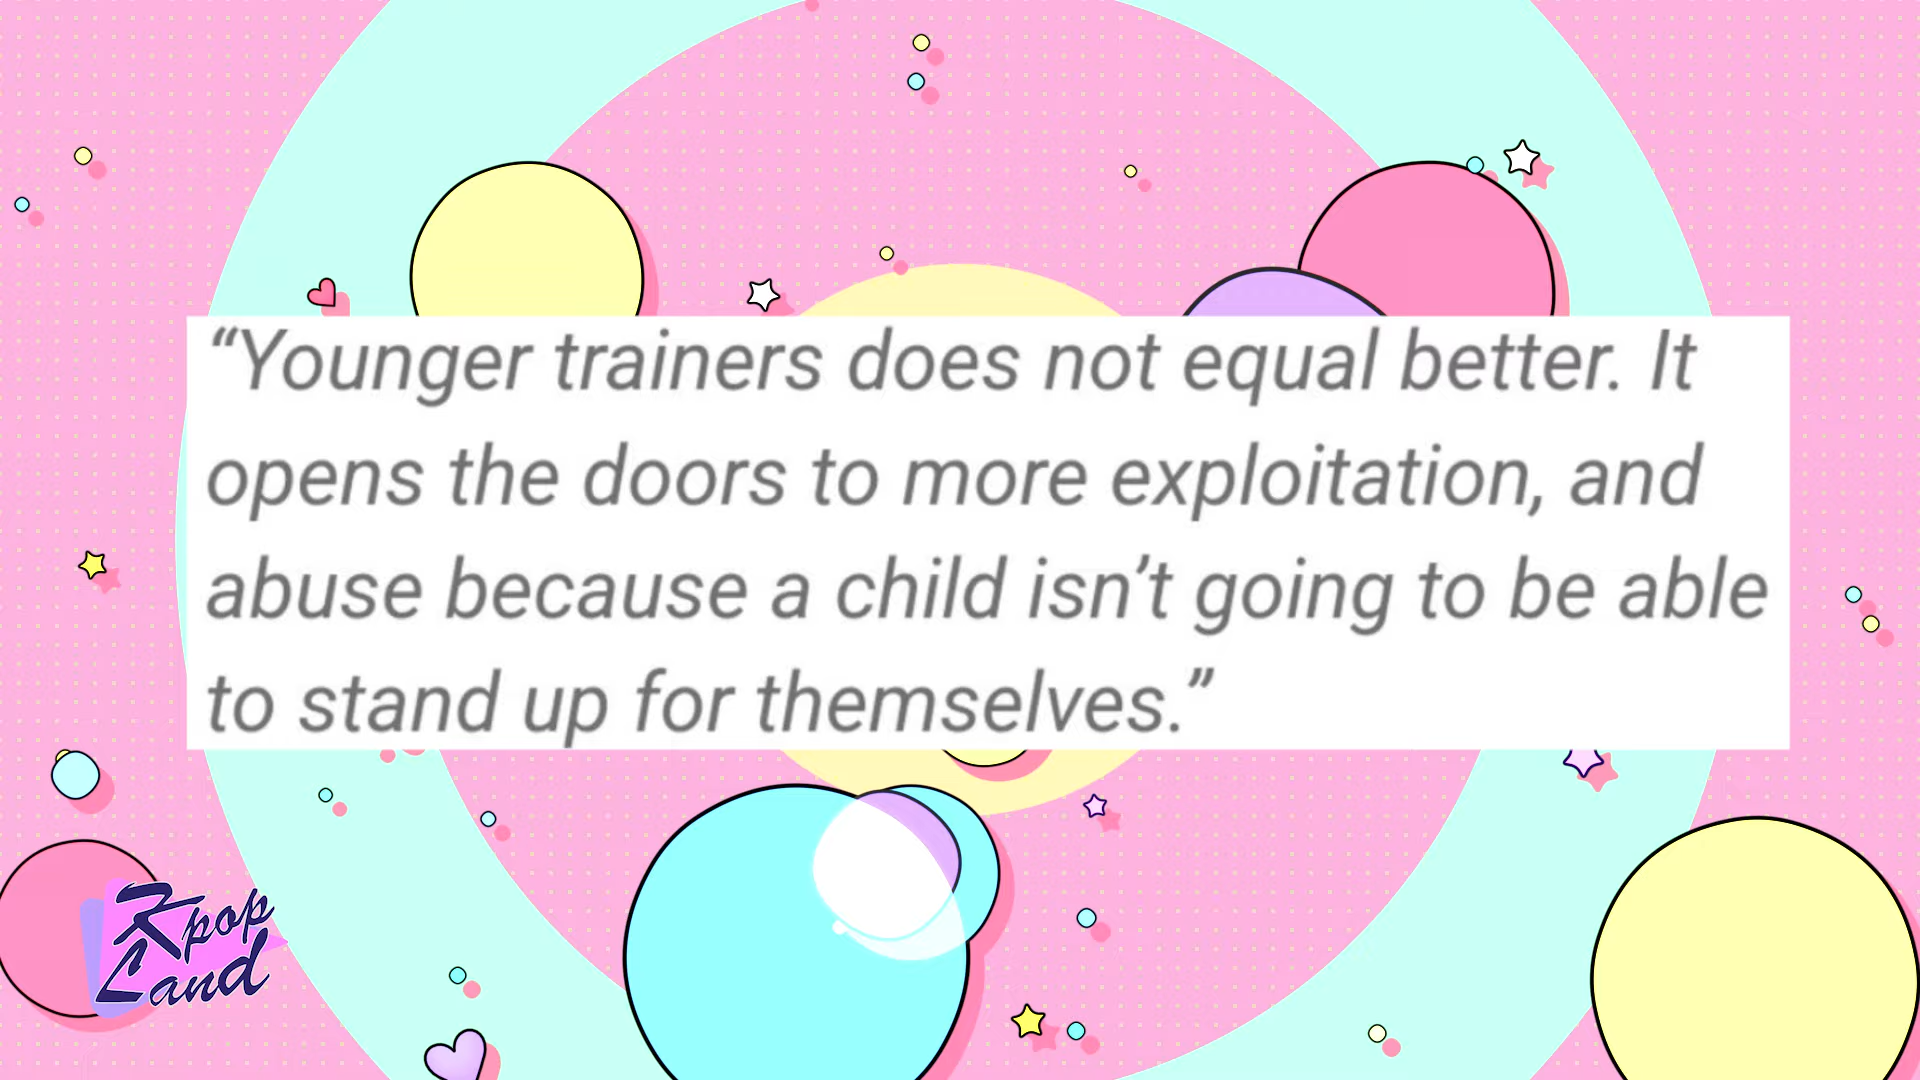 “Younger trainers does not equal better. It
opens the doors to more exploitation, and
abuse because a child isn’t going to be able
to stand up for themselves.”
Kpop
Land